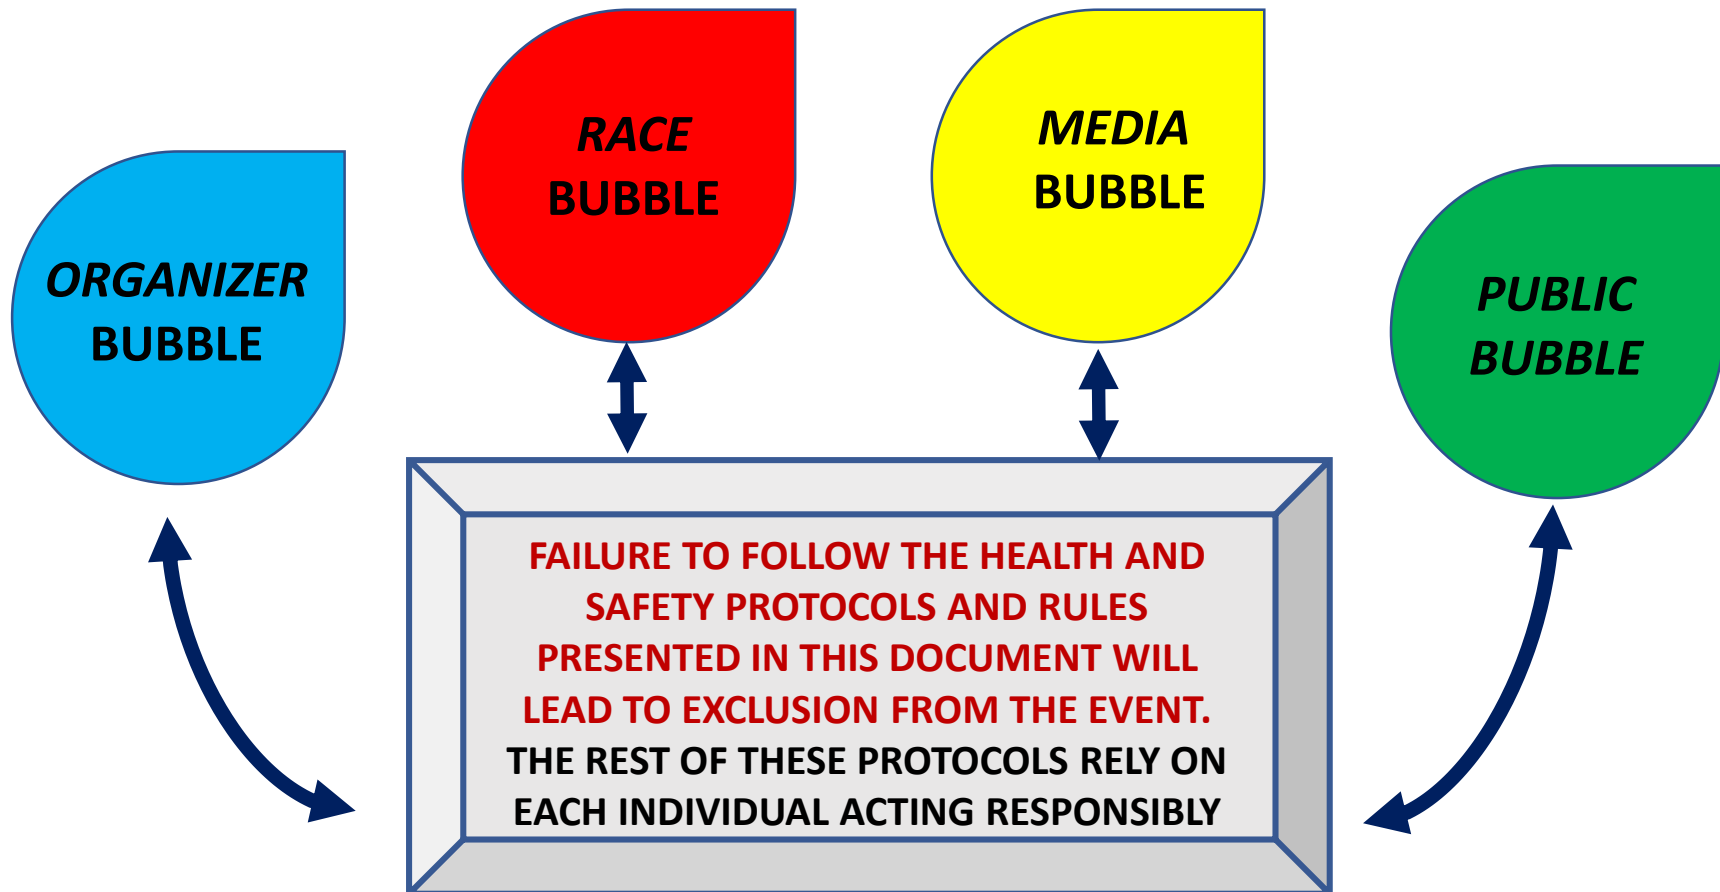 RACE
BUBBLE
MEDIA
BUBBLE
ORGANIZER
BUBBLE
PUBLIC
BUBBLE
FAILURE TO FOLLOW THE HEALTH AND
SAFETY PROTOCOLS AND RULES
PRESENTED IN THIS DOCUMENT WILL
LEAD TO EXCLUSION FROM THE EVENT.
THE REST OF THESE PROTOCOLS RELY ON
EACH INDIVIDUAL ACTING RESPONSIBLY